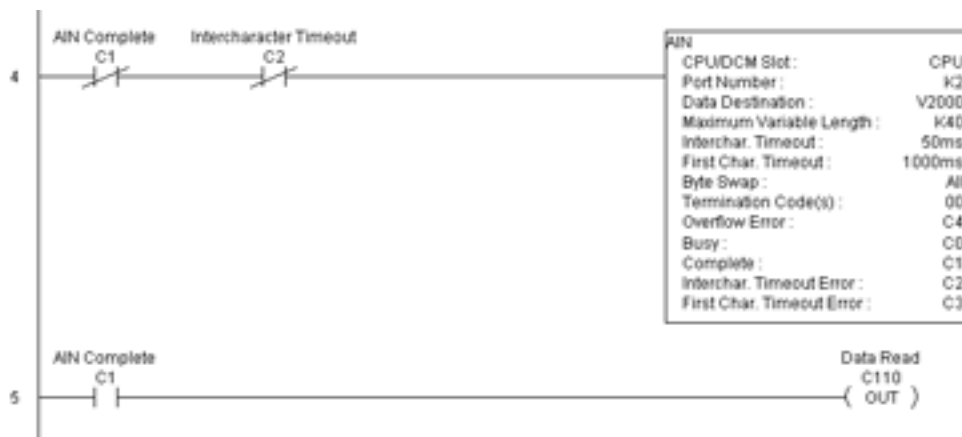 AIN Complete Intercharacter Timeout
C1 C2
4
AIN
CPU/DCM Slot : CPU
Port Number : K2
Data Destination : V2000
Maximum Variable Length : K40
Interchar. Timeout : 50ms
First Char. Timeout : 1000ms
Byte Swap : All
Termination Code(s) : 00
Overflow Error : C4
Busy : C0
Complete : C1
Interchar. Timeout Error : C2
First Char. Timeout Error : C3
AIN Complete Data Read
C1 C110
5 ( OUT )